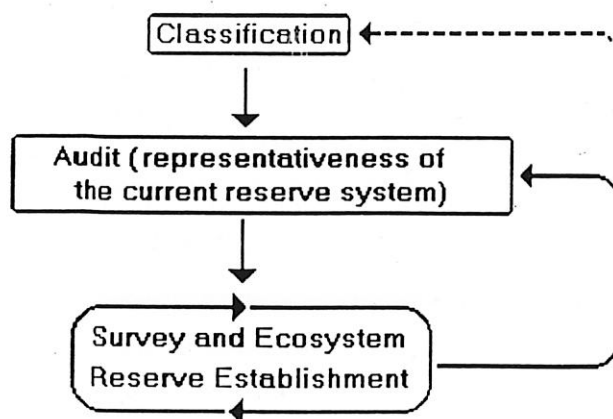 Classification
Audit (representativeness of
the current reserve system)
Survey and Ecosystem
Reserve Establishment